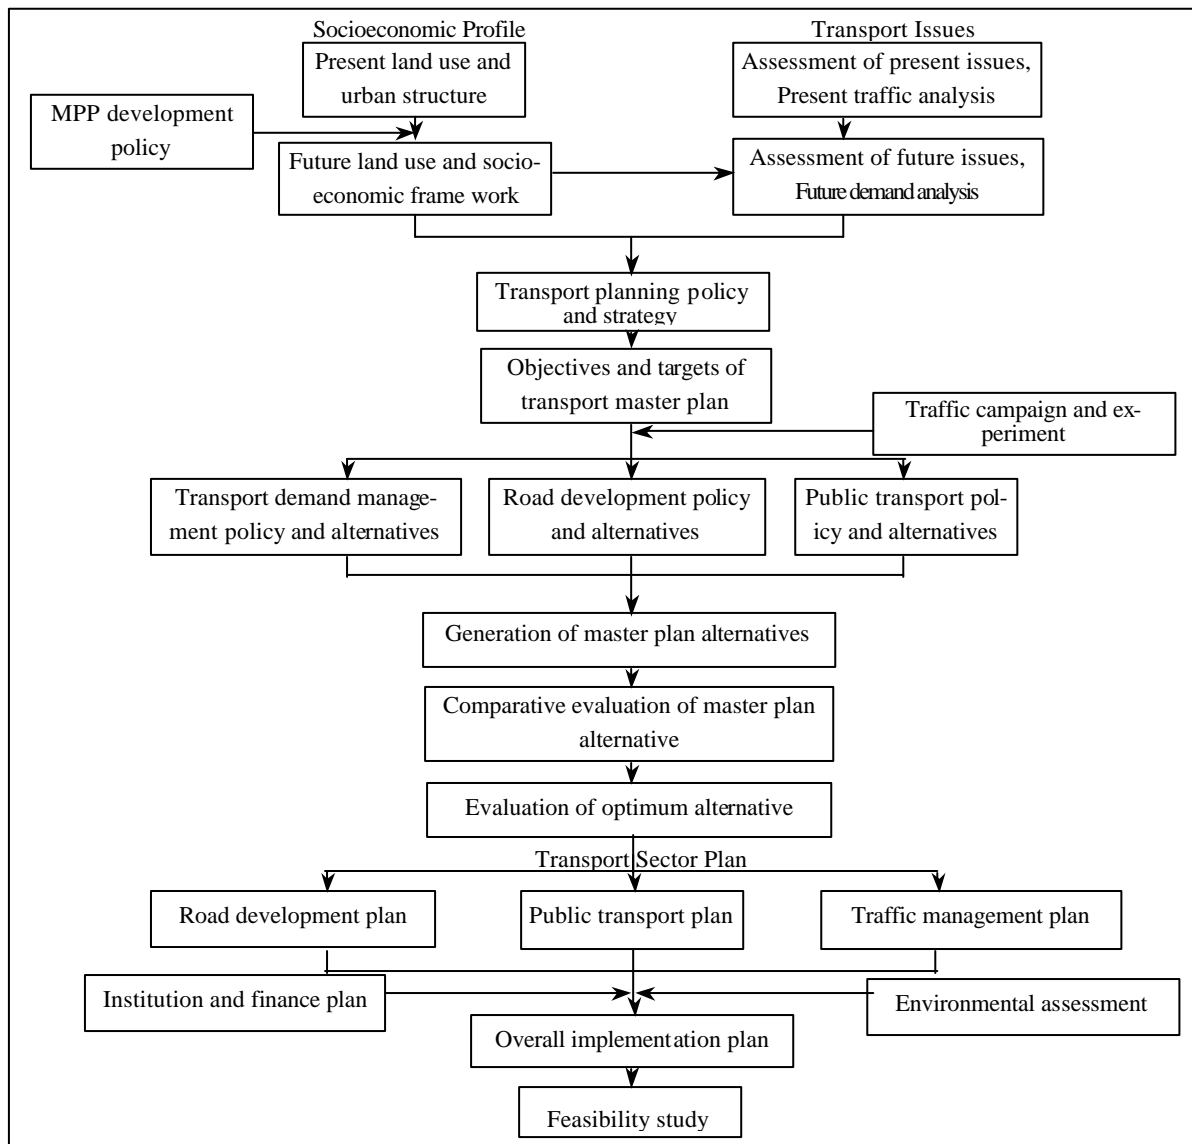 Socioeconomic Profile
Transport Issues
Present land use and
urban structure
Assessment of present issues,
Present traffic analysis
MPP development
policy
Future land use and socio-
economic frame work
Assessment of future issues,
Future demand analysis
Transport planning policy
and strategy
Objectives and targets of
transport master plan
Traffic campaign and ex-
periment
Transport demand manage-
ment policy and alternatives
Road development policy
and alternatives
Public transport pol-
icy and alternatives
Generation of master plan alternatives
Comparative evaluation of master plan
alternative
Evaluation of optimum alternative
Transport Sector Plan
Road development plan
Public transport plan
Traffic management plan
Institution and finance plan
Environmental assessment
Overall implementation plan
Feasibility study